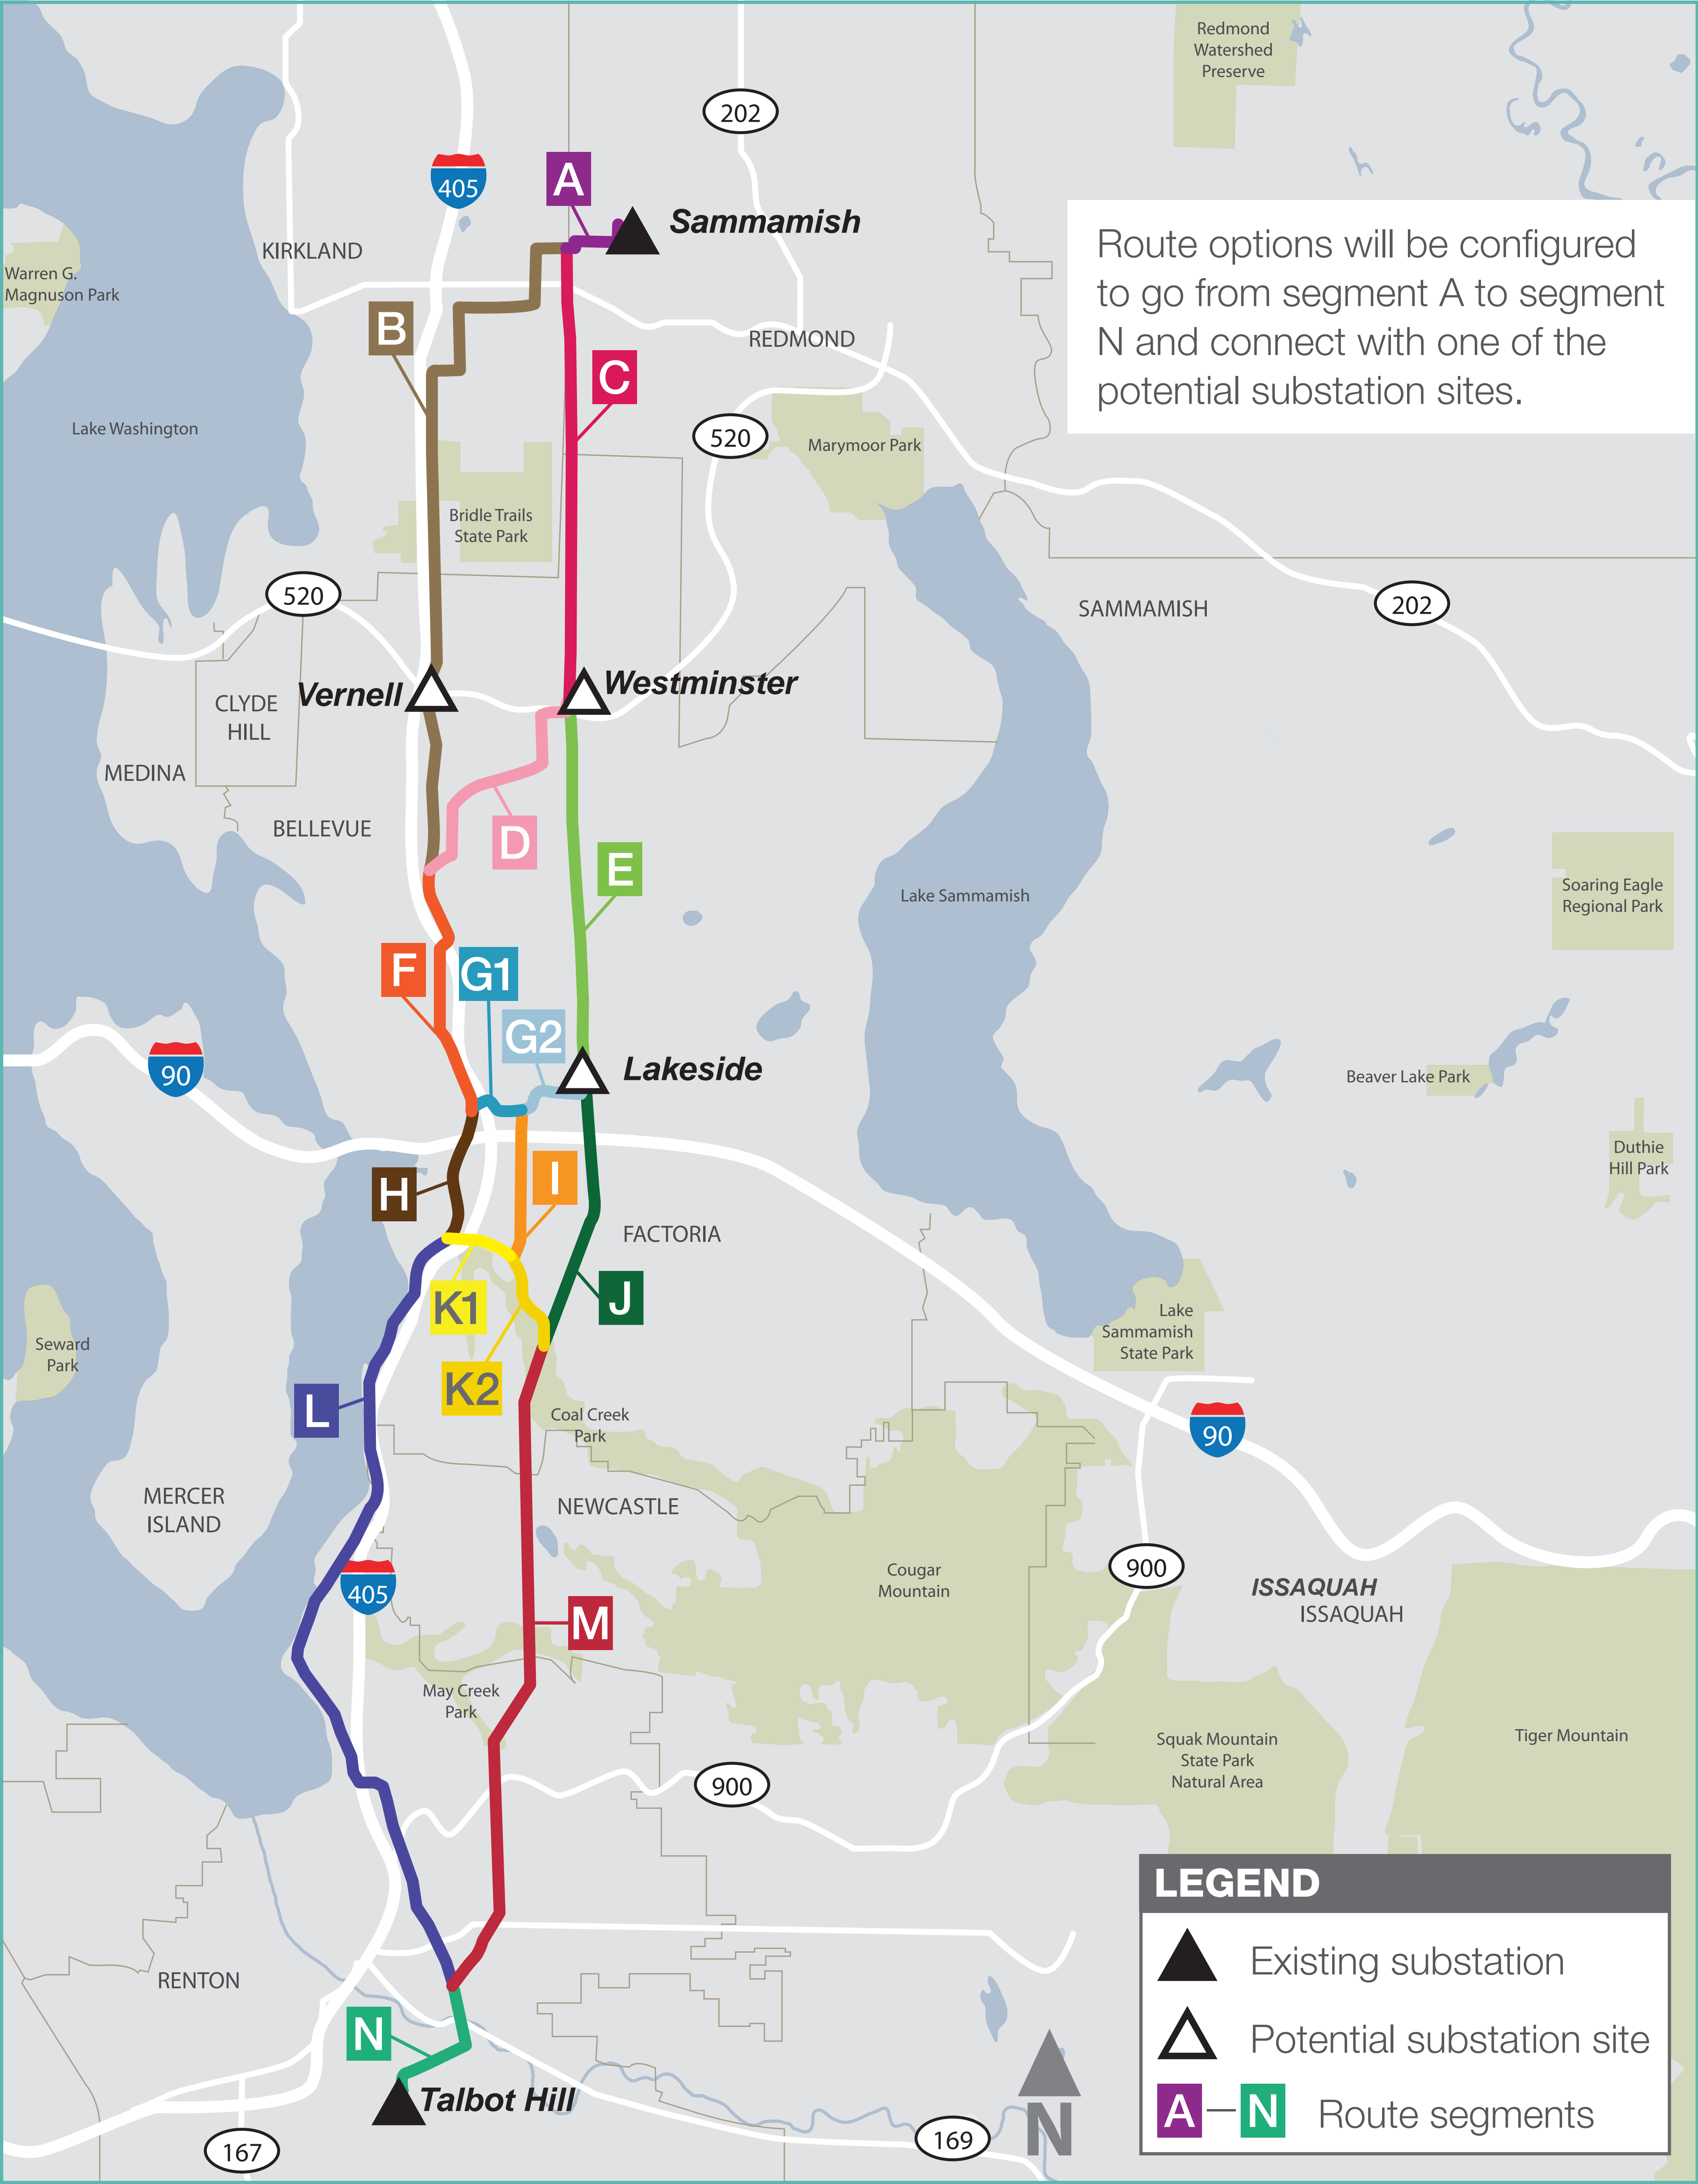 Redmond
Watershed
Preserve
202
405
A
Sammamish
KIRKLAND
Warren G.
Magnuson Park
Route options will be configured
to go from segment A to segment
N and connect with one of the
potential substation sites.
B
REDMOND
C
Lake Washington
520
Marymoor Park
Bridle Trails
State Park
520
SAMMAMISH
202
Vernell
Westminster
CLYDE
HILL
MEDINA
BELLEVUE
D
E
Lake Sammamish
Soaring Eagle
Regional Park
F
G1
G2
90
Lakeside
Beaver Lake Park
Duthie
Hill Park
H
I
FACTORIA
K1
J
Lake
Sammamish
State Park
Seward
Park
K2
L
Coal Creek
Park
90
MERCER
ISLAND
NEWCASTLE
405
Cougar
Mountain
900
ISSAQUAH
ISSAQUAH
M
May Creek
Park
Squak Mountain
State Park
Natural Area
Tiger Mountain
900
LEGEND
Existing substation
Potential substation site
A – N Route segments
RENTON
N
Talbot Hill
N
167
169